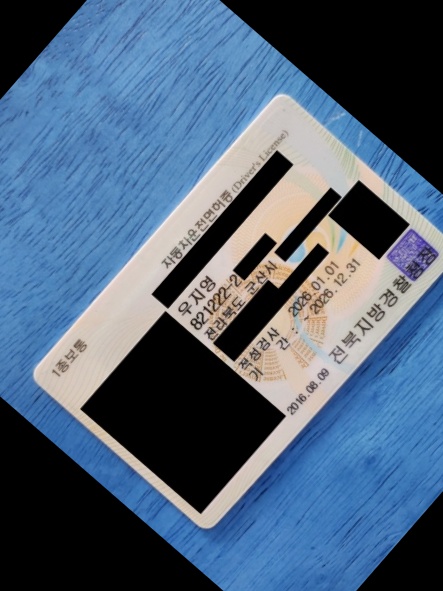 1종보통
자동차운전면허증 (Driver's License)
우지영
821222-2
전라북도 군산시
적성검사 2026.01.01
기 간 : ~ 2026.12.31
2016.08.09
전북지방경찰청장